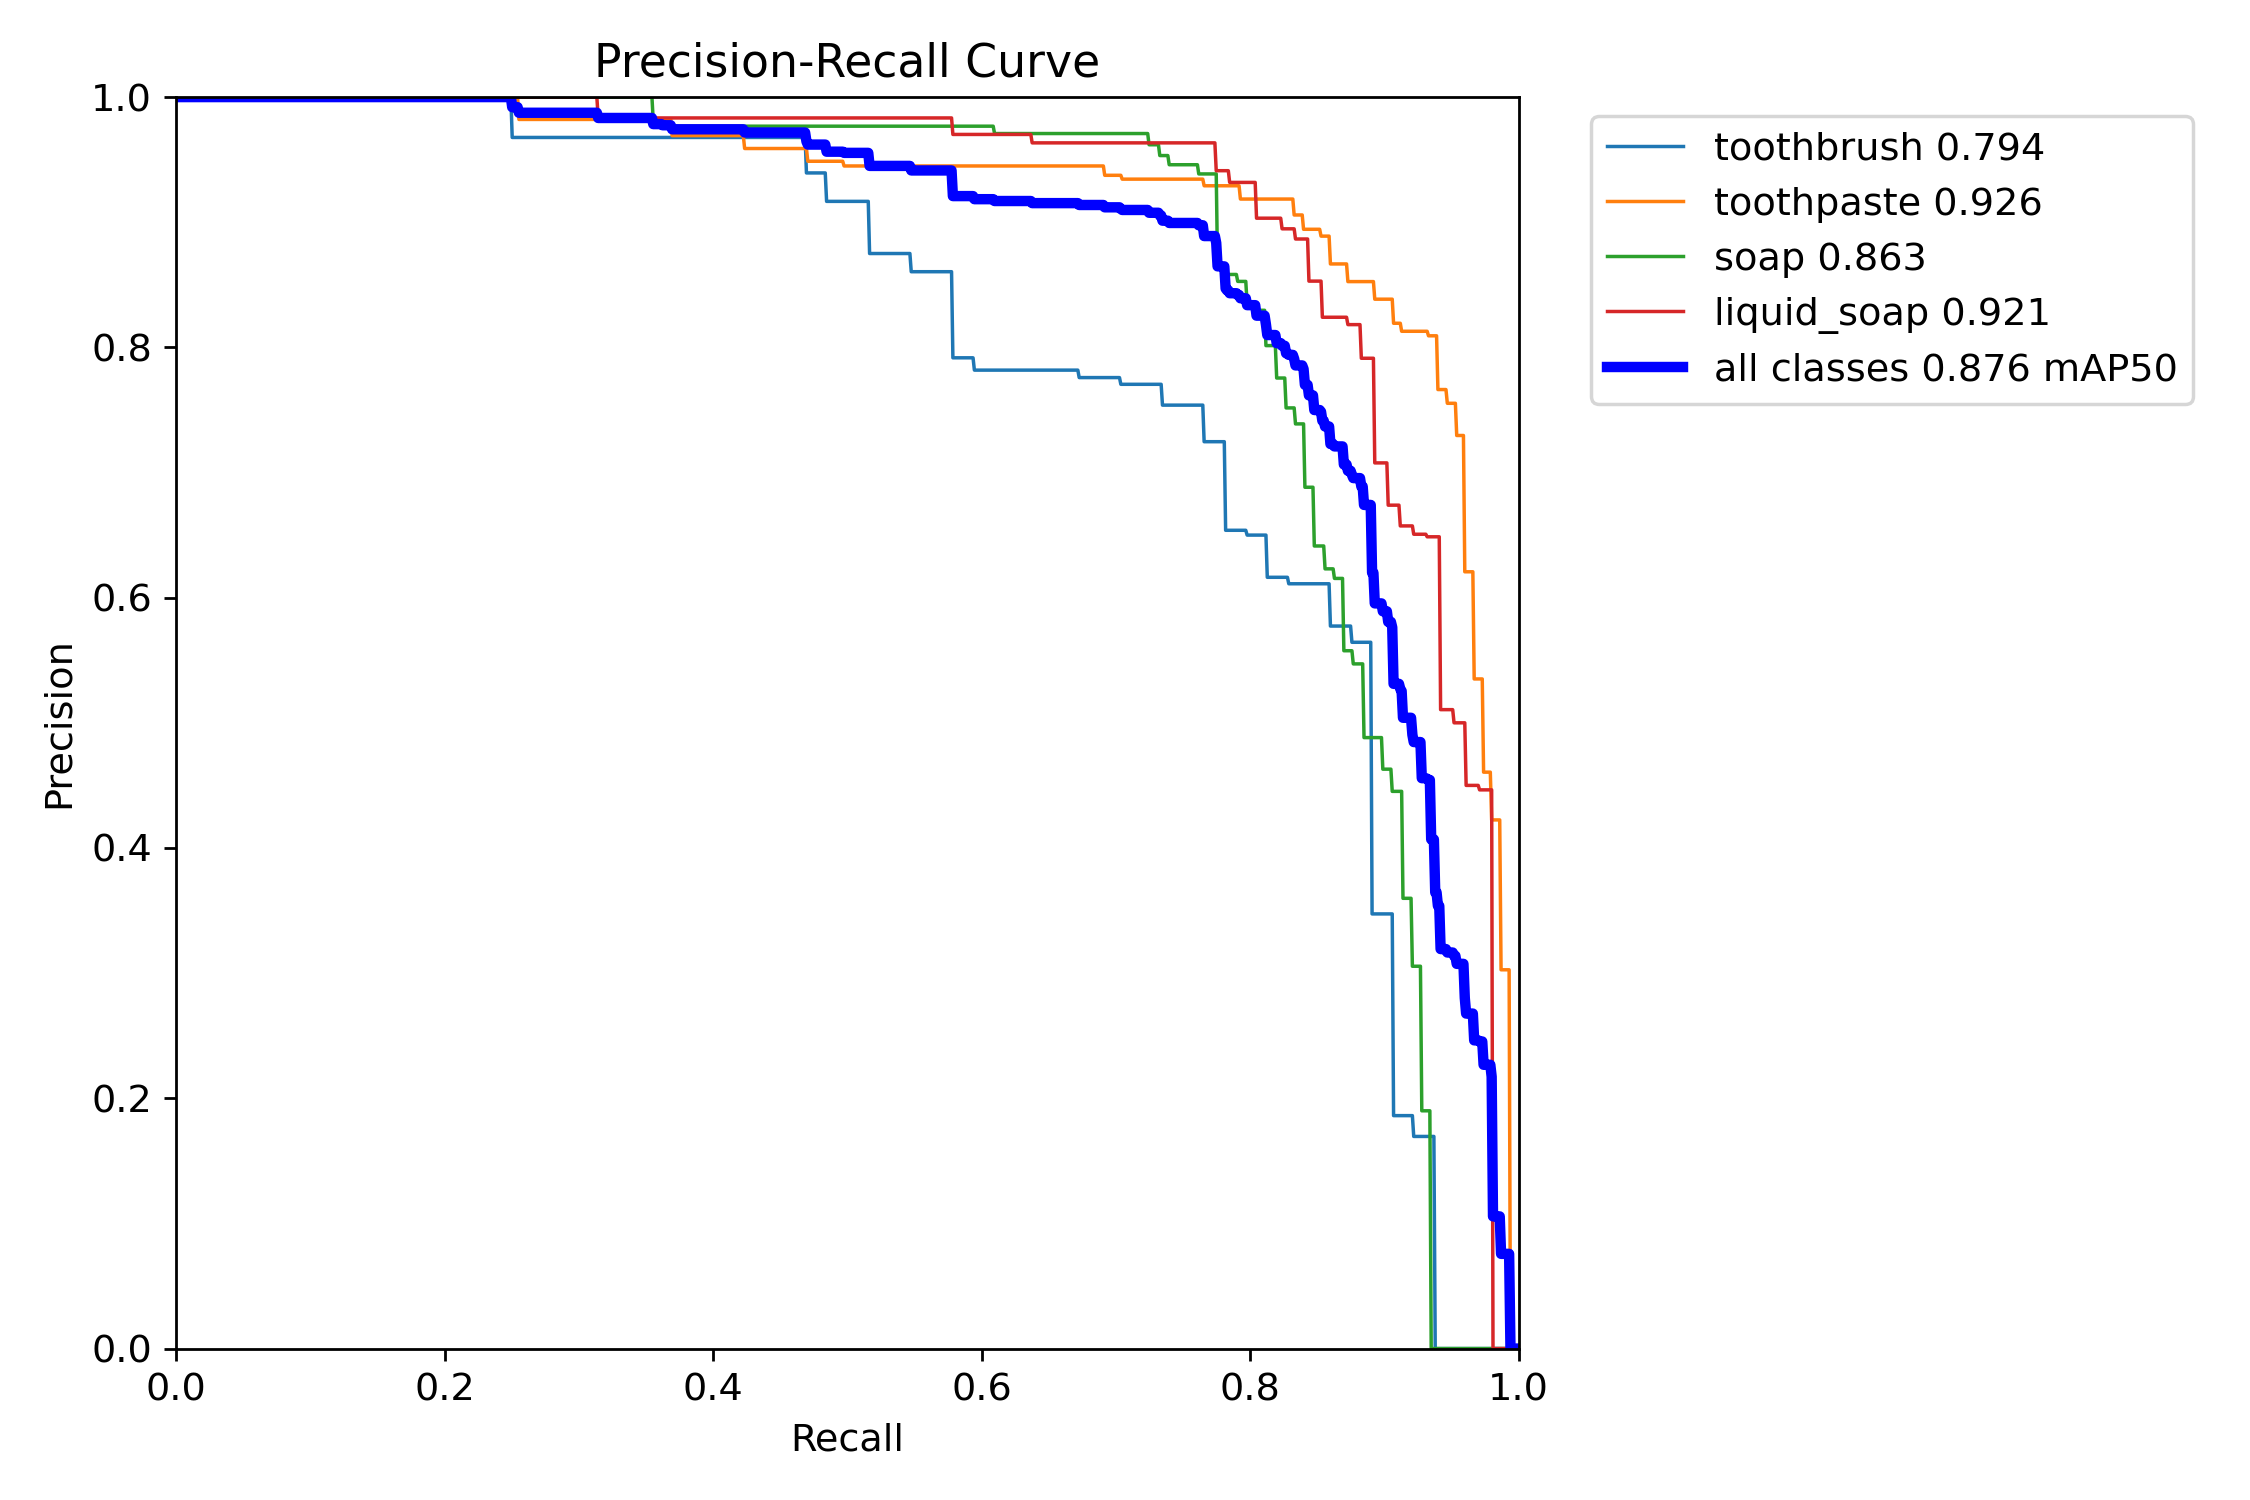 Precision-Recall Curve
1.0
0.8
0.6
0.4
0.2
0.0
Precision
0.0 0.2 0.4 0.6 0.8 1.0
Recall
toothbrush 0.794
toothpaste 0.926
soap 0.863
liquid_soap 0.921
all classes 0.876 mAP50